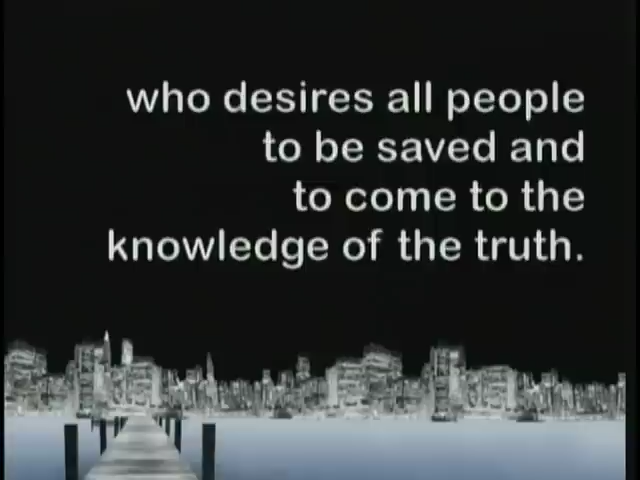 who desires all people
to be saved and
to come to the
knowledge of the truth.